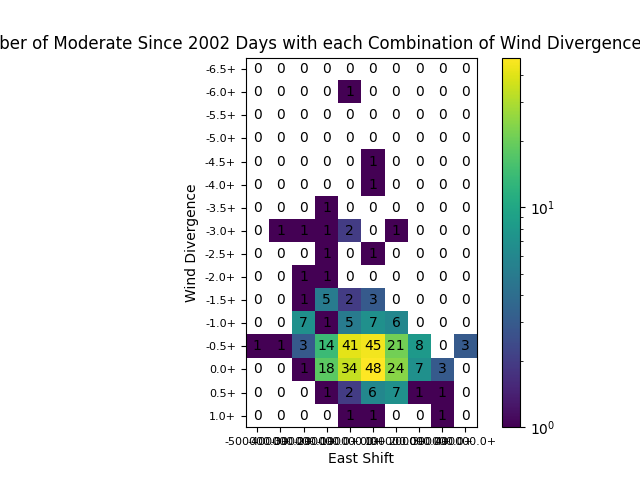 ber of Moderate Since 2002 Days with each Combination of Wind Divergence
-6.5+ 0 0 0 0 0 0 0 0 0 0
-6.0+ 0 0 0 0 1 0 0 0 0 0
-5.5+ 0 0 0 0 0 0 0 0 0 0
-5.0+ 0 0 0 0 0 0 0 0 0 0
-4.5+ 0 0 0 0 0 1 0 0 0 0
-4.0+ 0 0 0 0 0 1 0 0 0 0
-3.5+ 0 0 0 1 0 0 0 0 0 0
-3.0+ 0 1 1 1 2 0 1 0 0 0
-2.5+ 0 0 0 1 0 1 0 0 0 0
-2.0+ 0 0 1 1 0 0 0 0 0 0
-1.5+ 0 0 1 5 2 3 0 0 0 0
-1.0+ 0 0 7 1 5 7 6 0 0 0
-0.5+ 1 1 3 14 41 45 21 8 0 3
0.0+ 0 0 1 18 34 48 24 7 3 0
0.5+ 0 0 0 1 2 6 7 1 1 0
1.0+ 0 0 0 0 1 1 0 0 1 0
Wind Divergence
East Shift
10¹
10⁰